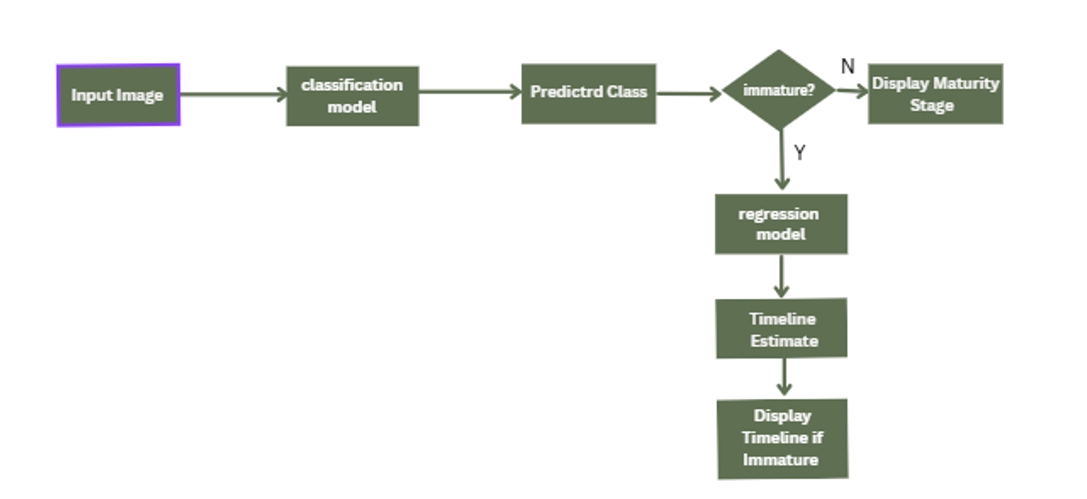 Input Image
classification
model
Predictrd Class
immature?
N
Display Maturity
Stage
Y
regression
model
Timeline
Estimate
Display
Timeline if
Immature